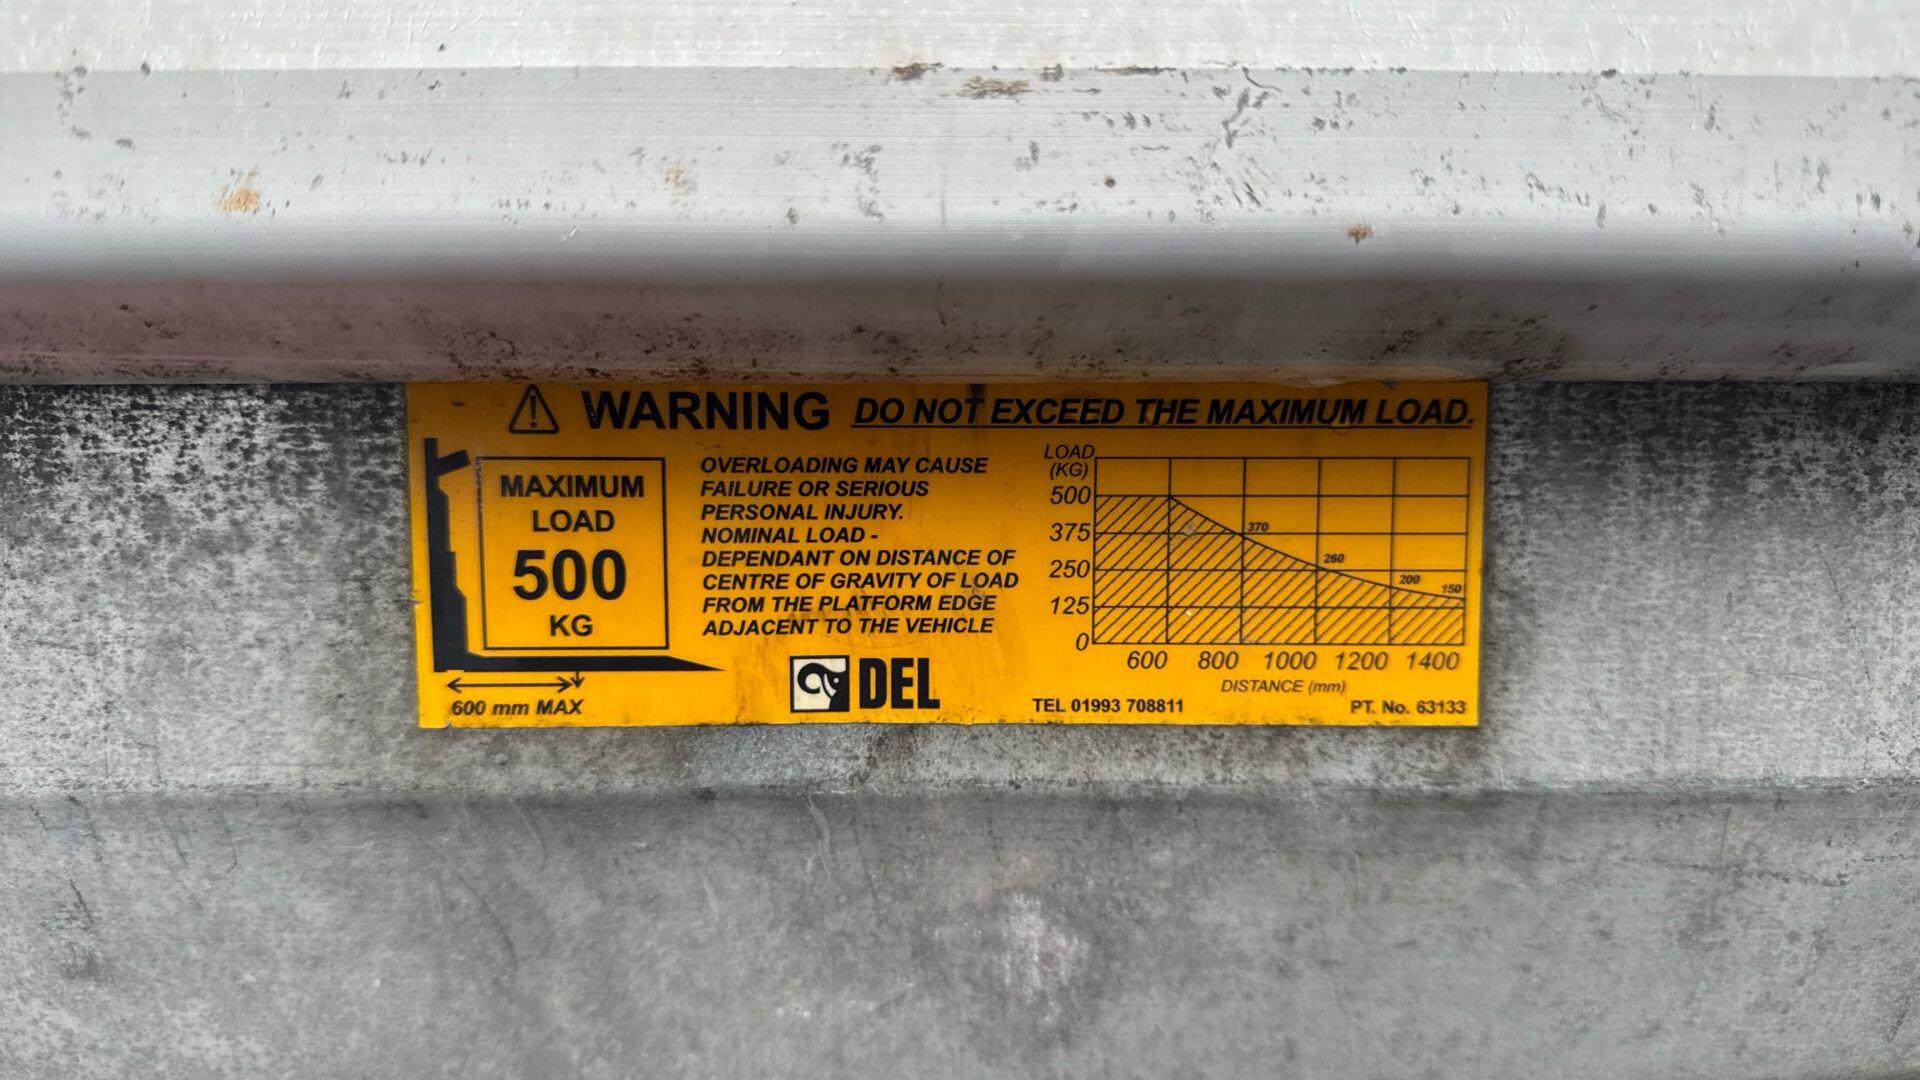 WARNING DO NOT EXCEED THE MAXIMUM LOAD.
MAXIMUM
LOAD
500
KG
600 mm MAX
OVERLOADING MAY CAUSE
FAILURE OR SERIOUS
PERSONAL INJURY.
NOMINAL LOAD -
DEPENDANT ON DISTANCE OF
CENTRE OF GRAVITY OF LOAD
FROM THE PLATFORM EDGE
ADJACENT TO THE VEHICLE
DEL
LOAD
(KG)
500
375
250
125
0
370
260
200
150
600 800 1000 1200 1400
DISTANCE (mm)
TEL 01993 708811
PT. No. 63133